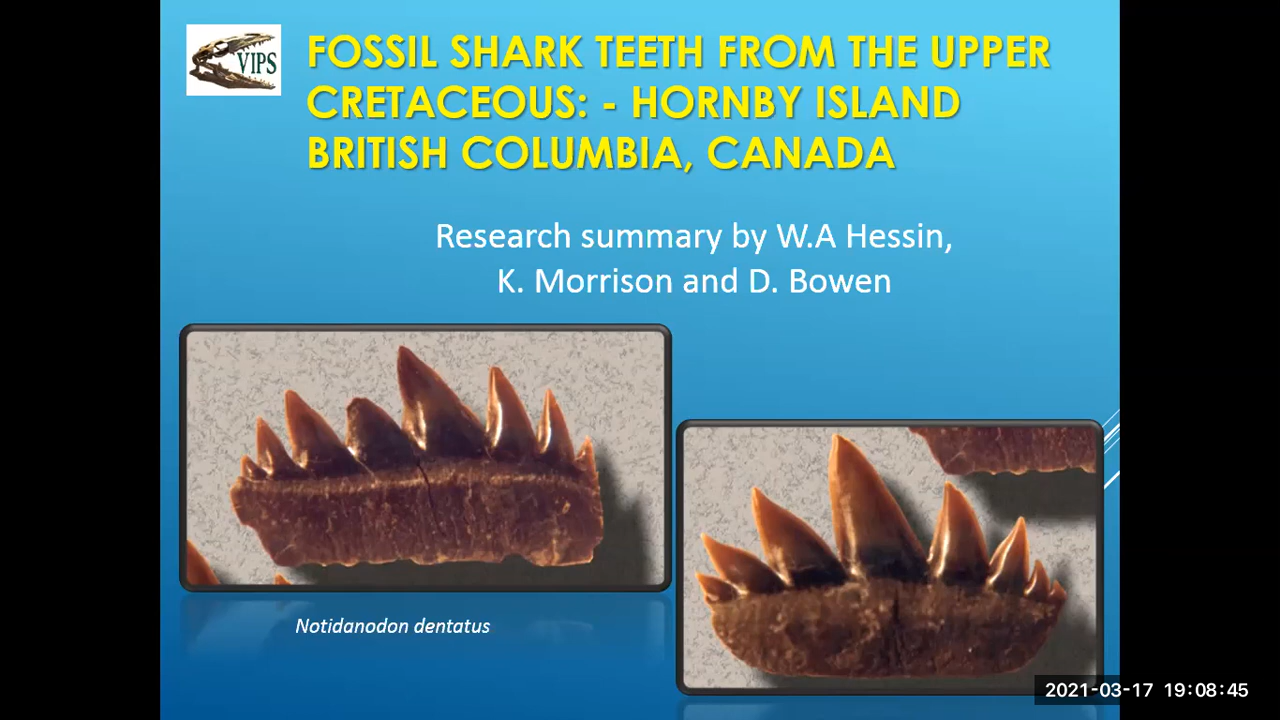 VIPS
FOSSIL SHARK TEETH FROM THE UPPER
CRETACEOUS: - HORNBY ISLAND
BRITISH COLUMBIA, CANADA
Research summary by W.A Hessin,
K. Morrison and D. Bowen
Notidanodon dentatus
2021-03-17 19:08:45